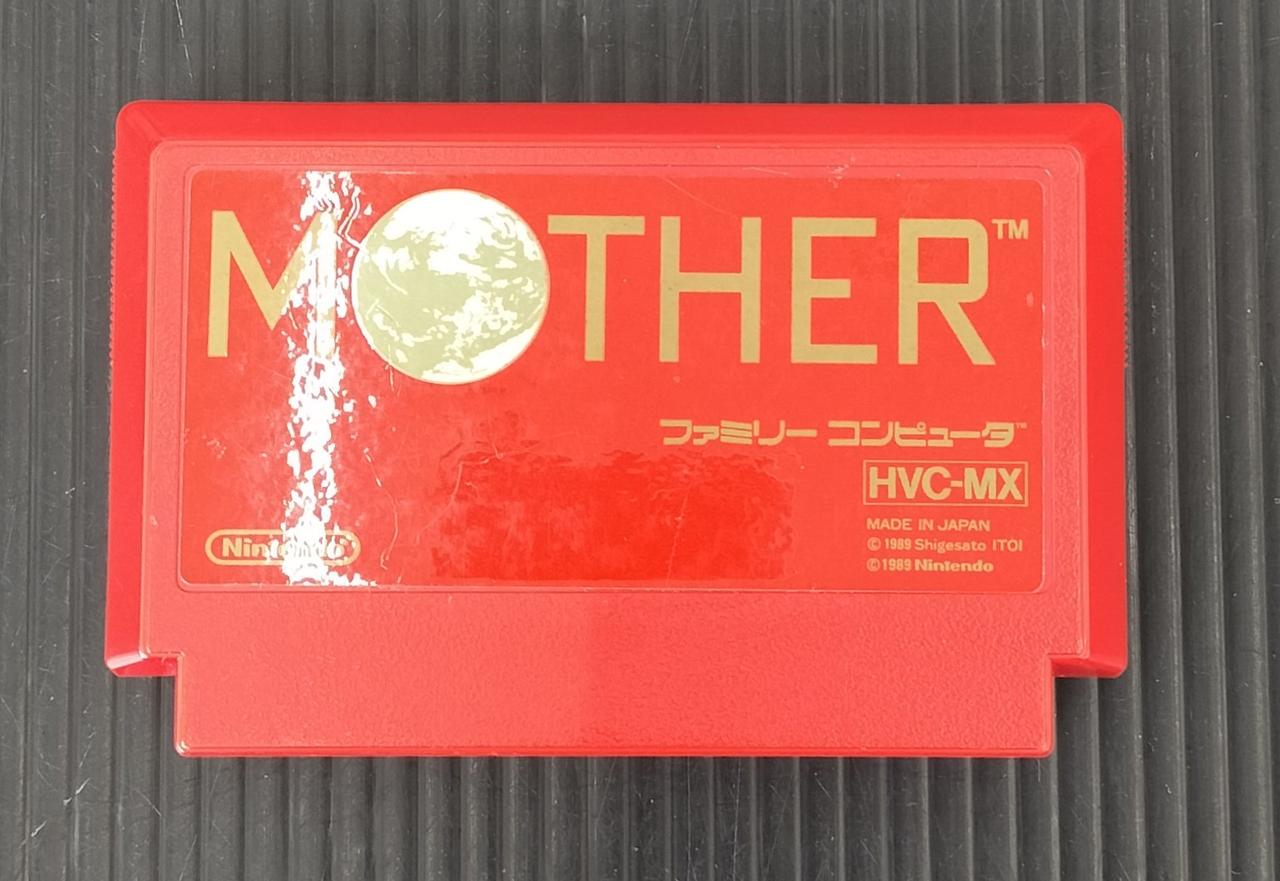 MOTHER™
ファミリー コンピュータ™
HVC-MX
MADE IN JAPAN
© 1989 Shigesato ITOI
© 1989 Nintendo
Nintendo®